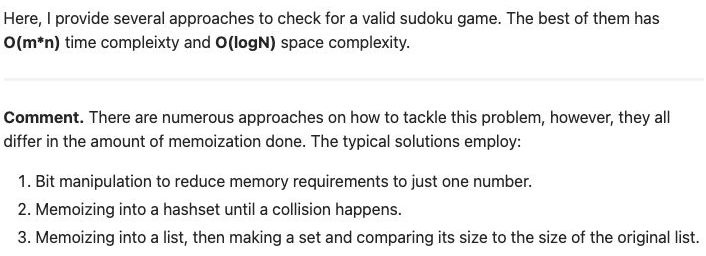 Here, I provide several approaches to check for a valid sudoku game. The best of them has
O(m*n) time compleixty and O(logN) space complexity.
Comment. There are numerous approaches on how to tackle this problem, however, they all
differ in the amount of memoization done. The typical solutions employ:
1. Bit manipulation to reduce memory requirements to just one number.
2. Memoizing into a hashset until a collision happens.
3. Memoizing into a list, then making a set and comparing its size to the size of the original list.